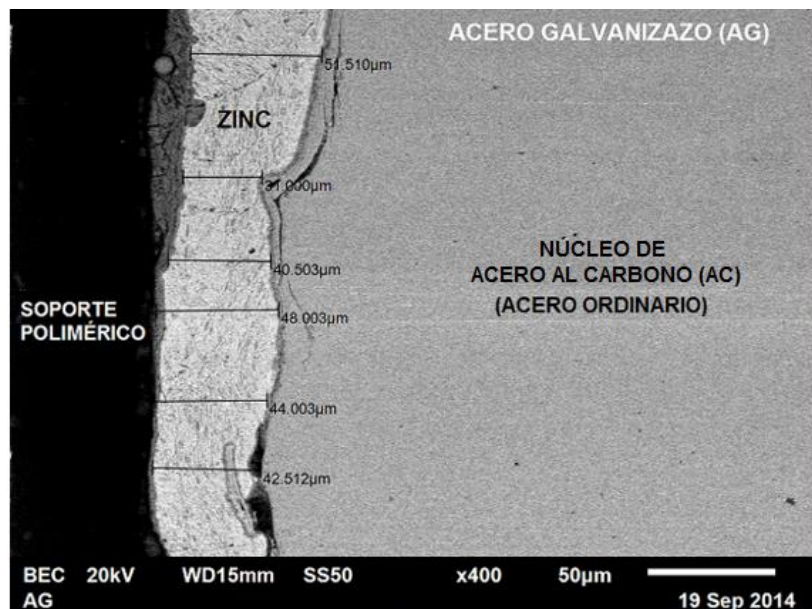 ACERO GALVANIZAZO (AG)
51.510µm
ZINC
31.000µm
NÚCLEO DE
ACERO AL CARBONO (AC)
(ACERO ORDINARIO)
40.503µm
SOPORTE
POLIMÉRICO
48.003µm
44.003µm
42.512µm
BEC 20kV WD15mm SS50 x400 50µm
AG 19 Sep 2014